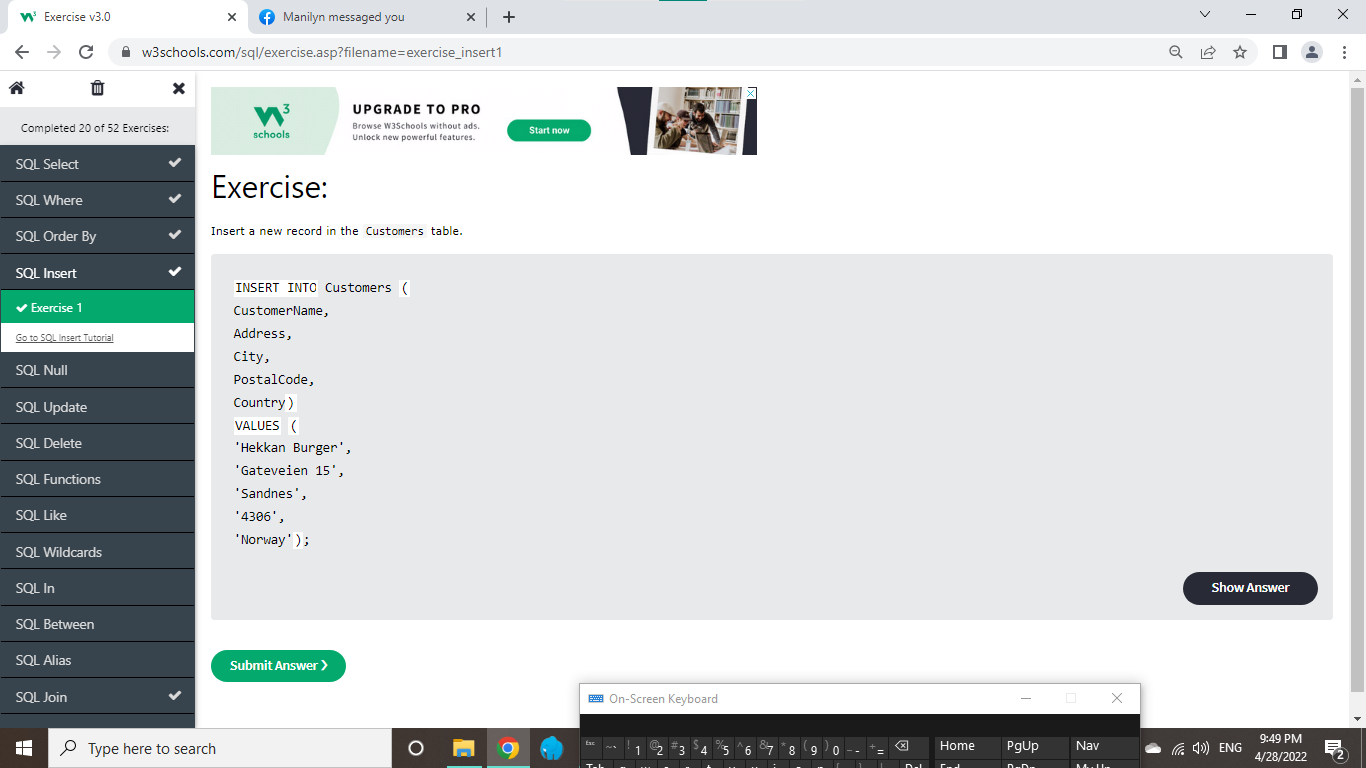 Exercise v3.0
Manilyn messaged you
w3schools.com/sql/exercise.asp?filename=exercise_insert1
Completed 20 of 52 Exercises:
SQL Select
SQL Where
SQL Order By
SQL Insert
Exercise 1
Go to SQL Insert Tutorial
SQL Null
SQL Update
SQL Delete
SQL Functions
SQL Like
SQL Wildcards
SQL In
SQL Between
SQL Alias
SQL Join
W3
schools
UPGRADE TO PRO
Browse W3Schools without ads.
Unlock new powerful features.
Start now
Exercise:
Insert a new record in the Customers table.
INSERT INTO Customers (
CustomerName,
Address,
City,
PostalCode,
Country)
VALUES (
'Hekkan Burger',
'Gateveien 15',
'Sandnes',
'4306',
'Norway');
Show Answer
Submit Answer ❯
On-Screen Keyboard
Esc ~ ` ! 1 @ 2 # 3 $ 4 % 5 ^ 6 & 7 * 8 ( 9 ) 0 _ - + = Home PgUp Nav
Type here to search
ENG
9:49 PM
4/28/2022
2